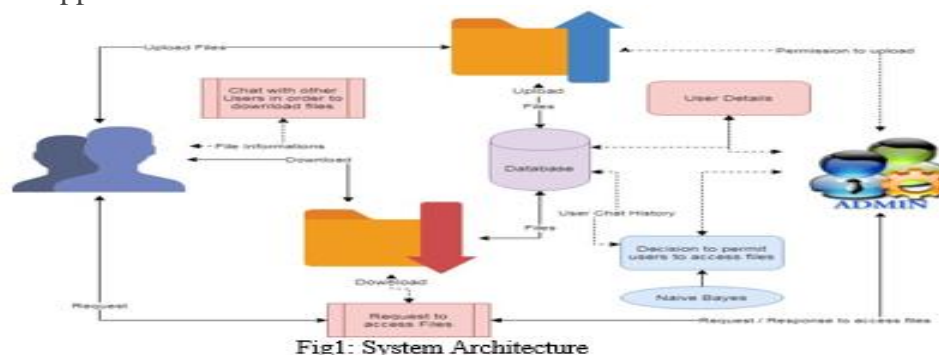 Upload Files
Permission to upload
Chat with other
Users in order to
download files
Upload
User Details
Files
File Informations
Download
Database
ADMIN
User Chat History
Files
Decision to permit
users to access files
Download
Naive Bayes
Request
Request to
access Files
Request / Response to access files
Fig1: System Architecture